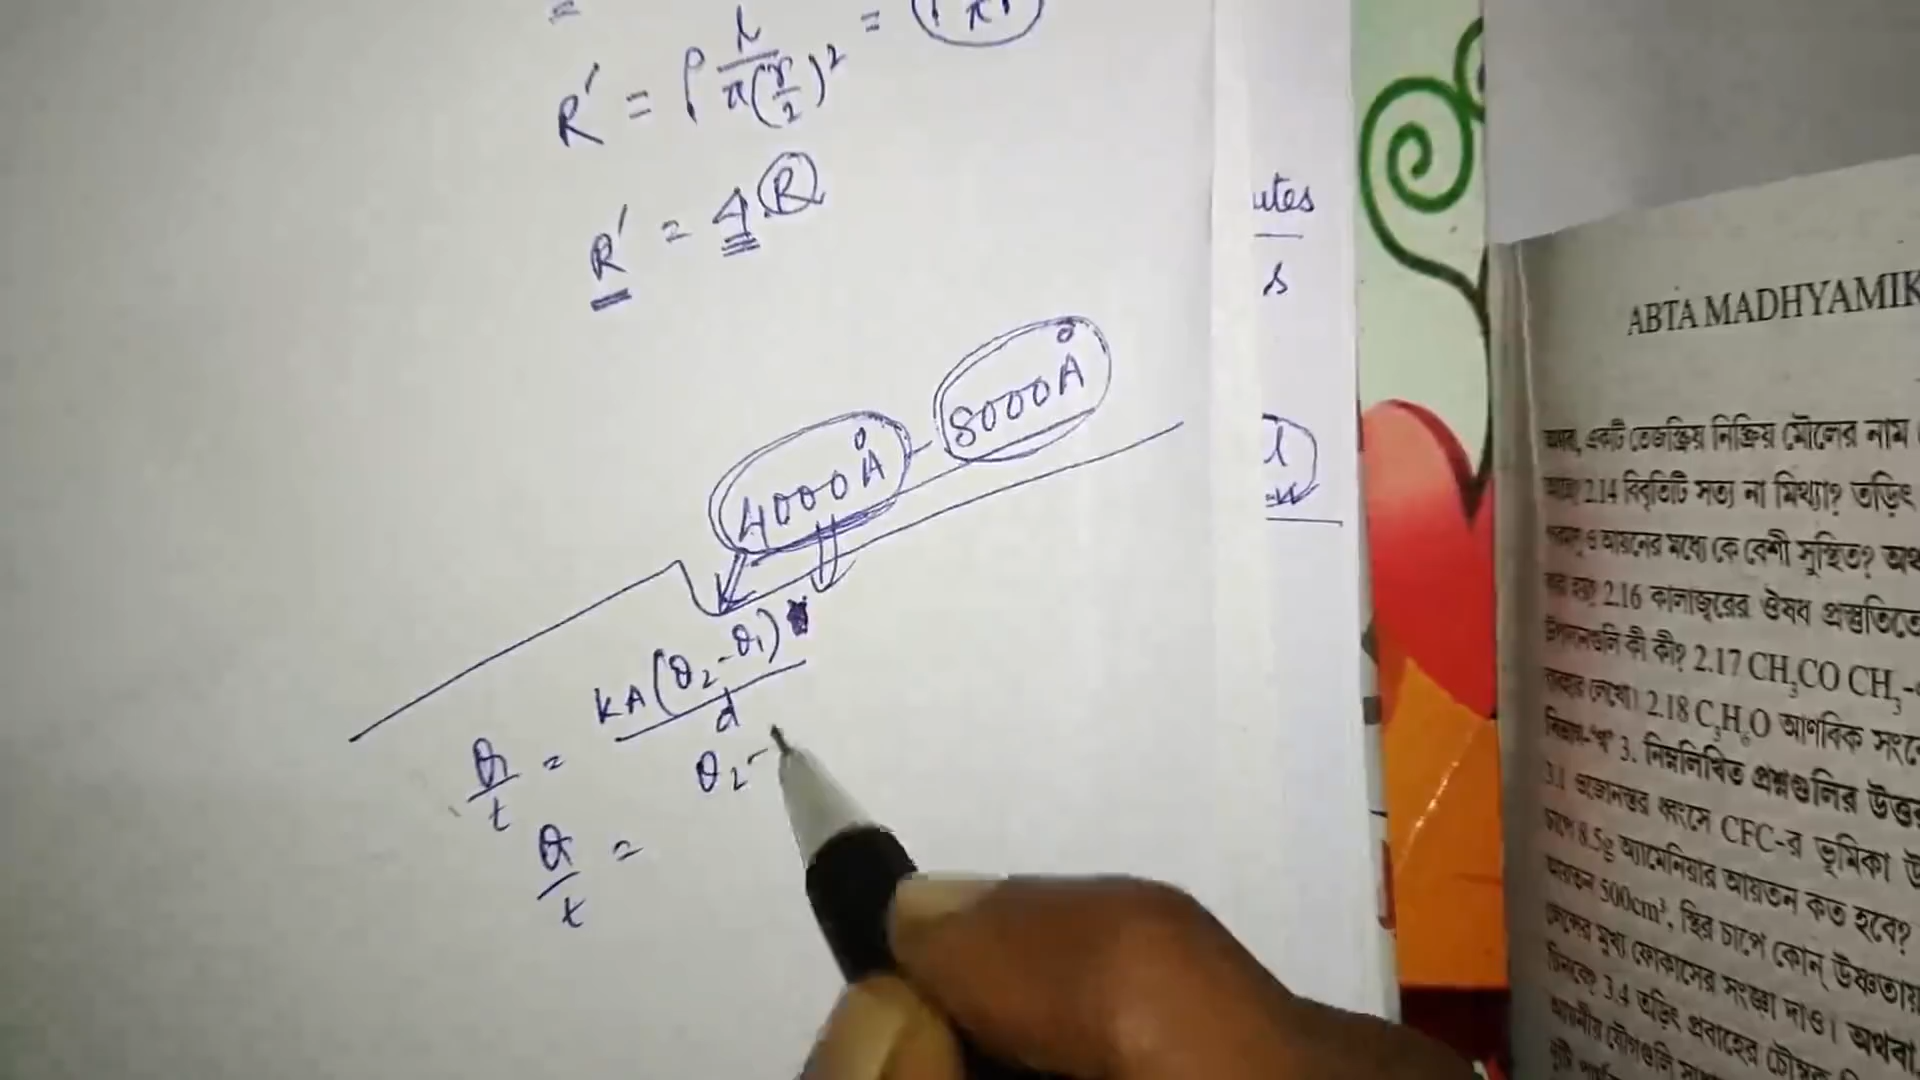 =
R' = ρ l/π(r/2)² =
R' = 4R
4000Å - 8000Å
Q/t = KA(θ₂-θ₁)/d
θ₂-
Q/t =
utes
s
ABTA MADHYAMIK
একটি তেজস্ক্রিয় নিষ্ক্রিয় মৌলের নাম
2.14 বিবৃতিটি সত্য না মিথ্যা? তড়িৎ
ও আয়নের মধ্যে কে বেশী সুস্থিত?
2.16 কালাজ্বরের ঔষধ প্রস্তুতিতে
কী কী? 2.17 CH₃CO CH₃-
লেখো। 2.18 C₃H₆O আণবিক
3. নিম্নলিখিত প্রশ্নগুলির উত্তর
3.1 ওজোনস্তর ধ্বংসে CFC-র ভূমিকা
চাপে 8.5g অ্যামোনিয়ার আয়তন কত হবে?
আয়তন 500cm³, স্থির চাপে কোন্ উষ্ণতায়
লেন্সের মুখ্য ফোকাসের সংজ্ঞা দাও। অথবা,
3.4 তড়িৎ প্রবাহের চৌম্বক